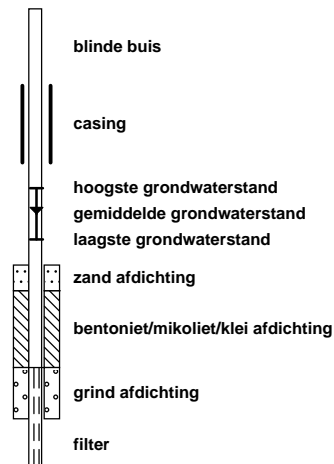 blinde buis
casing
hoogste grondwaterstand
gemiddelde grondwaterstand
laagste grondwaterstand
zand afdichting
bentoniet/mikoliet/klei afdichting
grind afdichting
filter